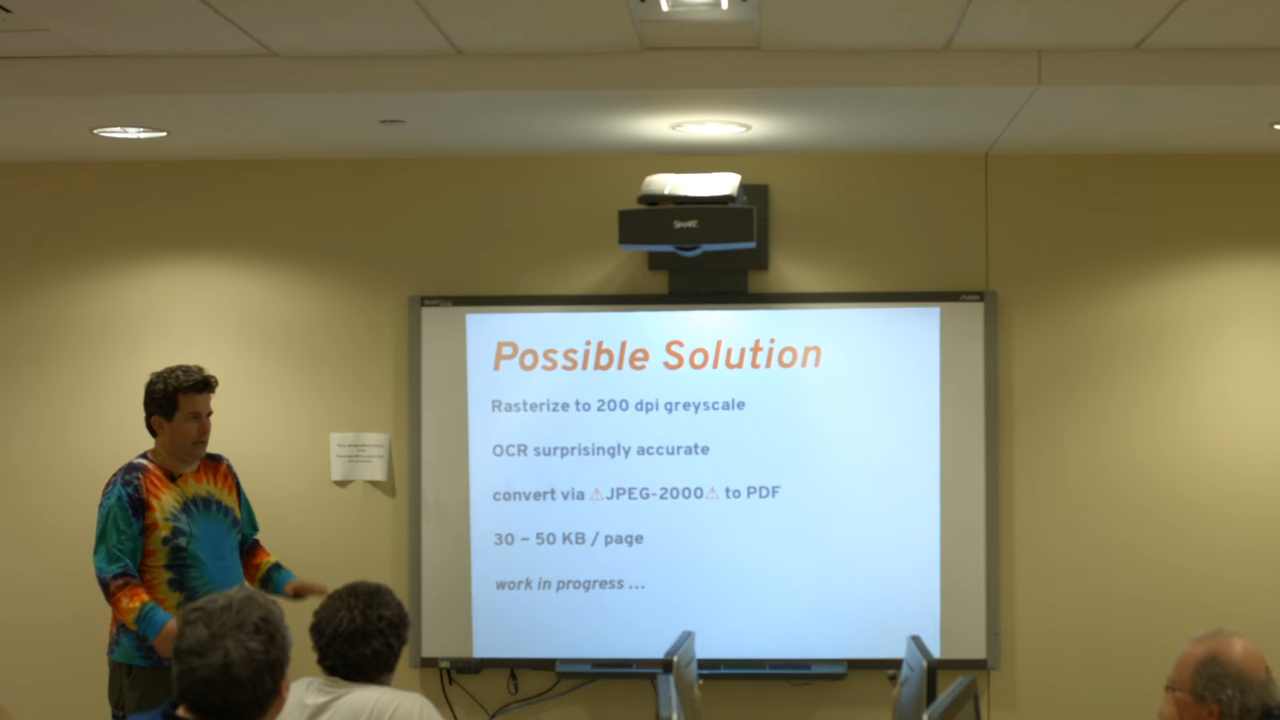 SMART
Possible Solution
Rasterize to 200 dpi greyscale
OCR surprisingly accurate
convert via ⚠JPEG-2000⚠ to PDF
30 – 50 KB / page
work in progress ...